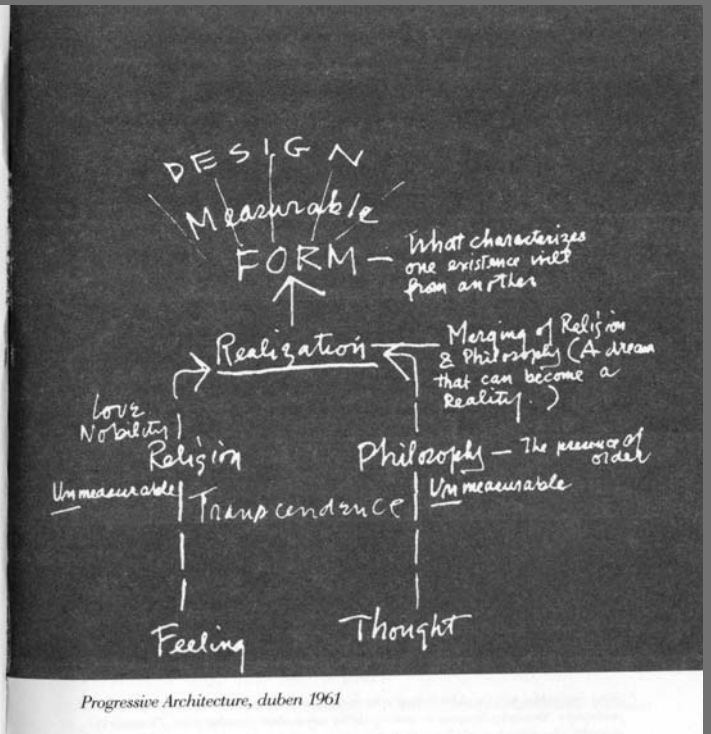 DESIGN
Measurable
FORM — What characterizes
one existence will
from another
Realization — Merging of Religion
& Philosophy (A dream
that can become a
Reality.)
Love
Nobility
Religion
Philosophy — The presence of
order
Unmeasurable
Transcendence
Unmeasurable
Feeling
Thought
Progressive Architecture, duben 1961